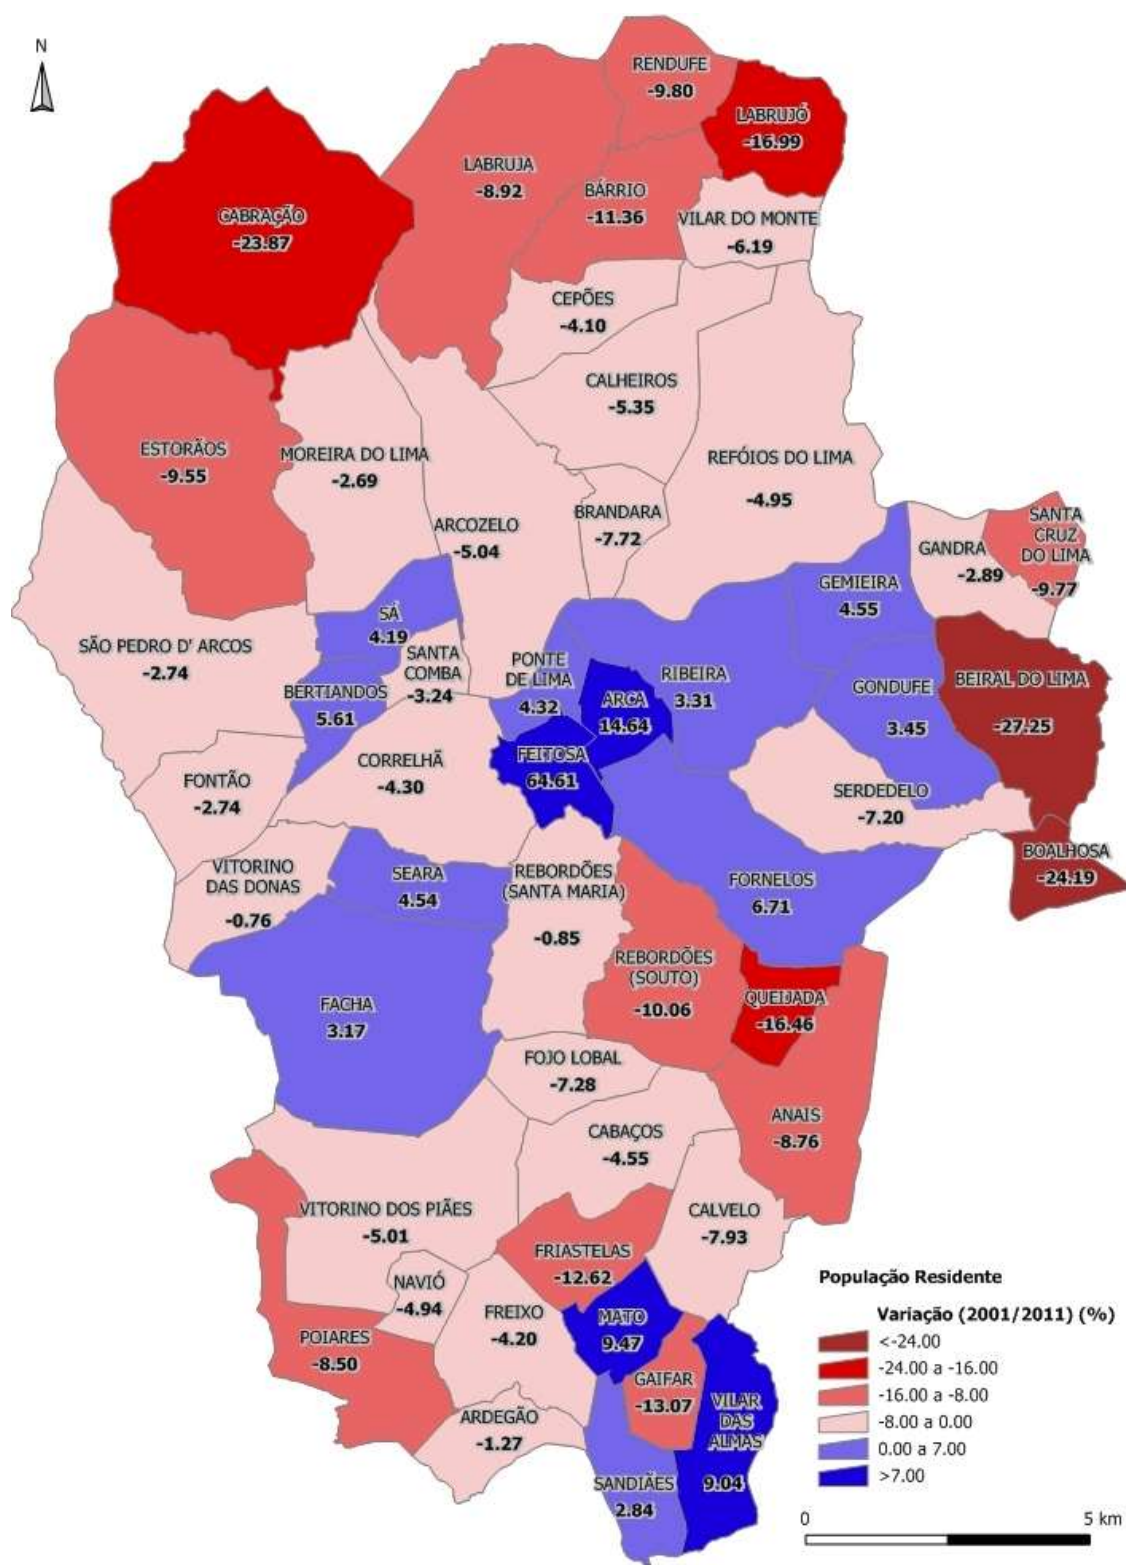 N
RENDUFE
-9.80
LABRUJÓ
-16.99
LABRUJA
-8.92
BÁRRIO
-11.36
CABRAÇÃO
-23.87
VILAR DO MONTE
-6.19
CEPÕES
-4.10
CALHEIROS
-5.35
ESTORÃOS
-9.55
MOREIRA DO LIMA
-2.69
REFÓIOS DO LIMA
-4.95
ARCOZELO
-5.04
BRANDARA
-7.72
SANTA
CRUZ
DO LIMA
-9.77
GANDRA
-2.89
GEMIEIRA
4.55
SÁ
4.19
SÃO PEDRO D' ARCOS
-2.74
SANTA
COMBA
-3.24
PONTE
DE LIMA
4.32
RIBEIRA
3.31
BERTIANDOS
5.61
ARCA
14.64
GONDUFE
3.45
BEIRAL DO LIMA
-27.25
FEITOSA
64.61
CORRELHÃ
-4.30
FONTÃO
-2.74
SERDEDELO
-7.20
BOALHOSA
-24.19
VITORINO
DAS DONAS
-0.76
SEARA
4.54
REBORDÕES
(SANTA MARIA)
-0.85
FORNELOS
6.71
REBORDÕES
(SOUTO)
-10.06
QUEIJADA
-16.46
FACHA
3.17
FOJO LOBAL
-7.28
ANAIS
-8.76
CABAÇOS
-4.55
VITORINO DOS PIÃES
-5.01
CALVELO
-7.93
FRIASTELAS
-12.62
NAVIÓ
-4.94
FREIXO
-4.20
MATO
9.47
POIARES
-8.50
GAIFAR
-13.07
VILAR
DAS
ALMAS
9.04
ARDEGÃO
-1.27
SANDIÃES
2.84
População Residente
Variação (2001/2011) (%)
<-24.00
-24.00 a -16.00
-16.00 a -8.00
-8.00 a 0.00
0.00 a 7.00
>7.00
0 5 km